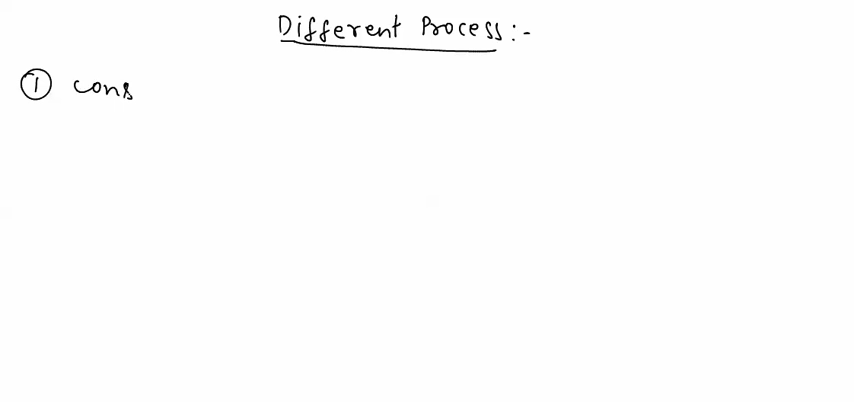 Different Process:-
① cons